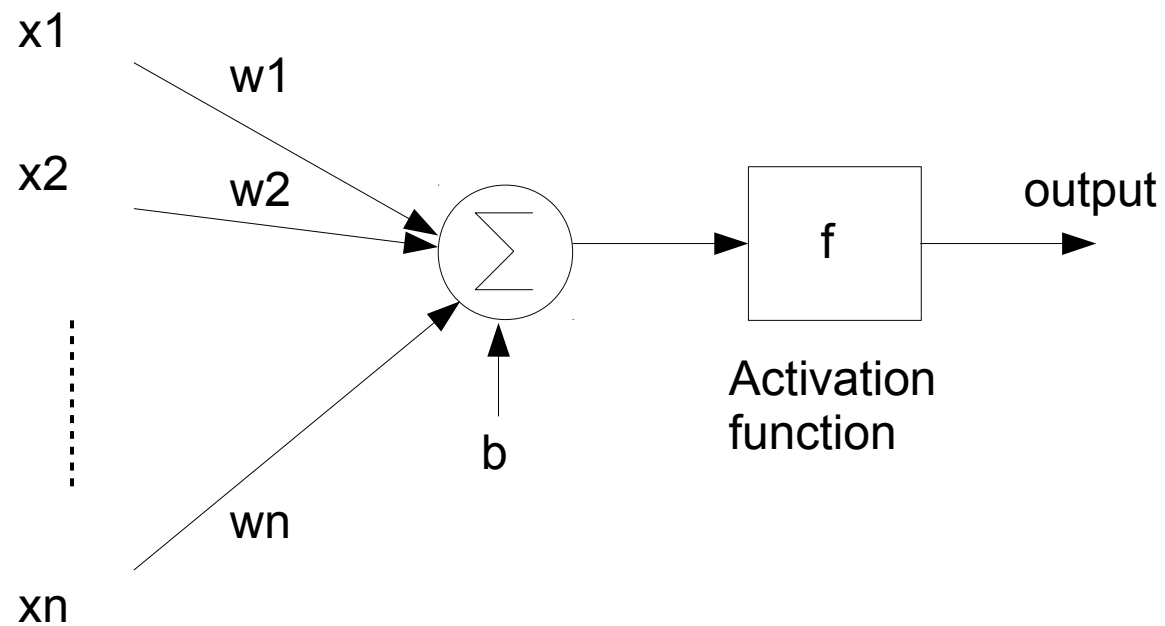 x1
w1
x2
w2
output
Σ
f
Activation
function
b
wn
xn